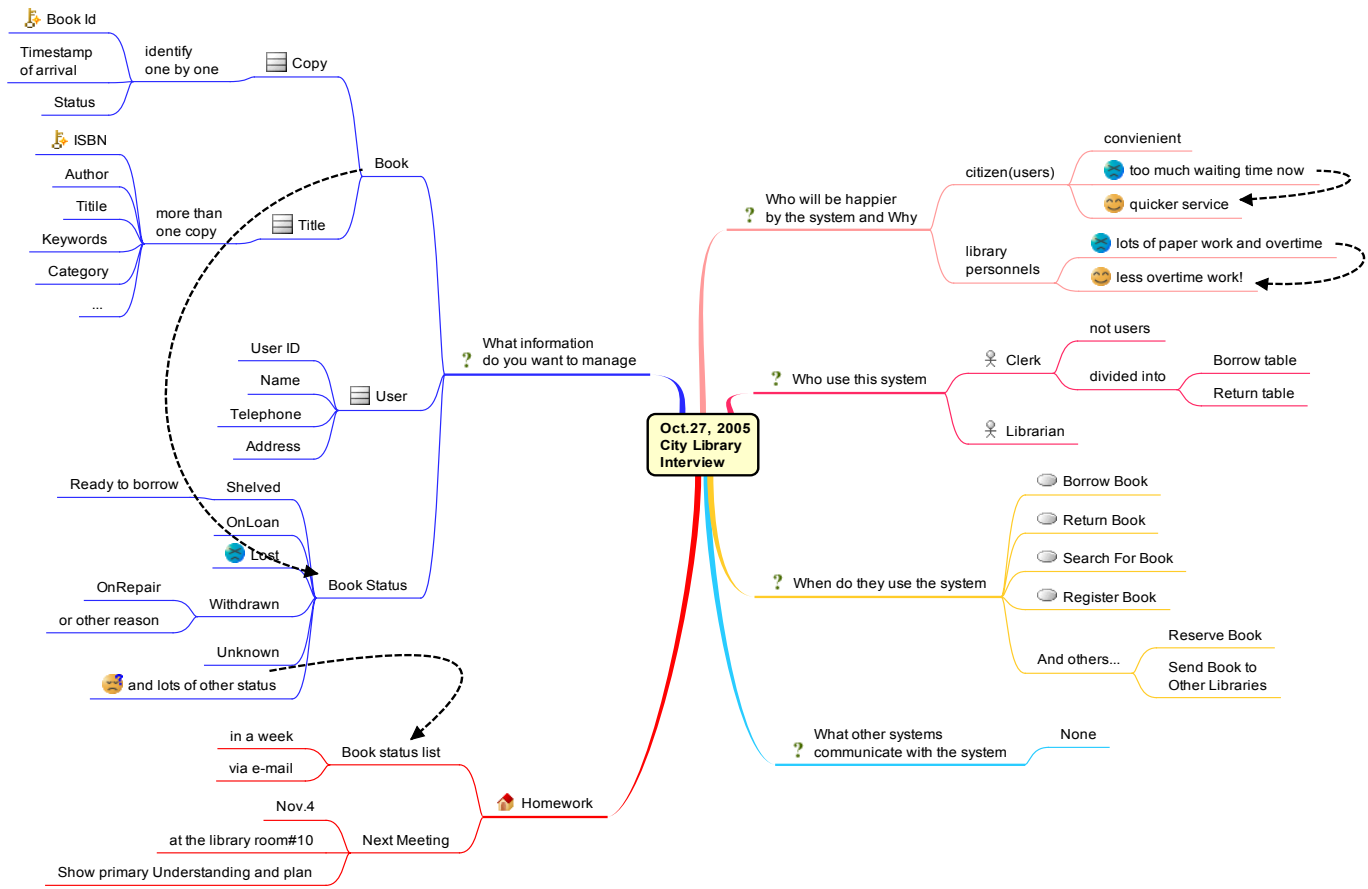 Oct.27, 2005
City Library
Interview
Who will be happier
by the system and Why
citizen(users)
convienient
too much waiting time now
quicker service
library
personnels
lots of paper work and overtime
less overtime work!
Who use this system
Clerk
not users
divided into
Borrow table
Return table
Librarian
When do they use the system
Borrow Book
Return Book
Search For Book
Register Book
And others...
Reserve Book
Send Book to
Other Libraries
What other systems
communicate with the system
None
What information
do you want to manage
Book
Copy
identify
one by one
Book Id
Timestamp
of arrival
Status
Title
more than
one copy
ISBN
Author
Titile
Keywords
Category
...
User
User ID
Name
Telephone
Address
Book Status
Shelved
Ready to borrow
OnLoan
Lost
Withdrawn
OnRepair
or other reason
Unknown
and lots of other status
Homework
Book status list
in a week
via e-mail
Next Meeting
Nov.4
at the library room#10
Show primary Understanding and plan